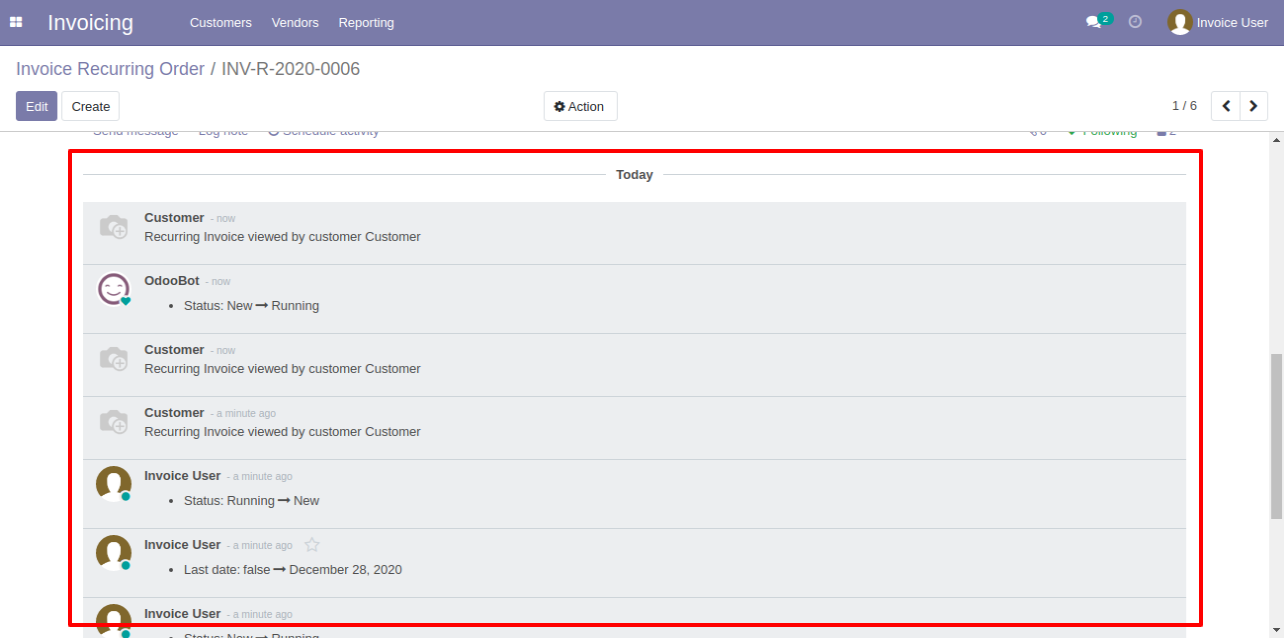 Invoicing Customers Vendors Reporting 2 Invoice User
Invoice Recurring Order / INV-R-2020-0006
Edit Create Action 1 / 6
Send message Log note Schedule activity 0 Following 2
Today
Customer - now
Recurring Invoice viewed by customer Customer
OdooBot - now
• Status: New → Running
Customer - now
Recurring Invoice viewed by customer Customer
Customer - a minute ago
Recurring Invoice viewed by customer Customer
Invoice User - a minute ago
• Status: Running → New
Invoice User - a minute ago
• Last date: false → December 28, 2020
Invoice User - a minute ago
• Status: New → Running